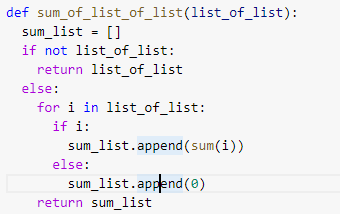 def sum_of_list_of_list(list_of_list):
  sum_list = []
  if not list_of_list:
    return list_of_list
  else:
    for i in list_of_list:
      if i:
        sum_list.append(sum(i))
      else:
        sum_list.append(0)
    return sum_list